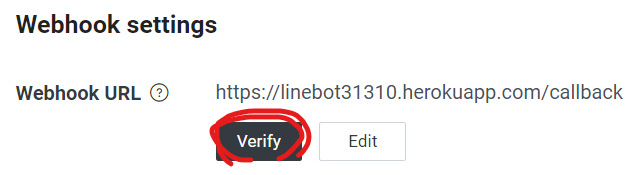 Webhook settings
Webhook URL ? https://linebot31310.herokuapp.com/callback
Verify Edit